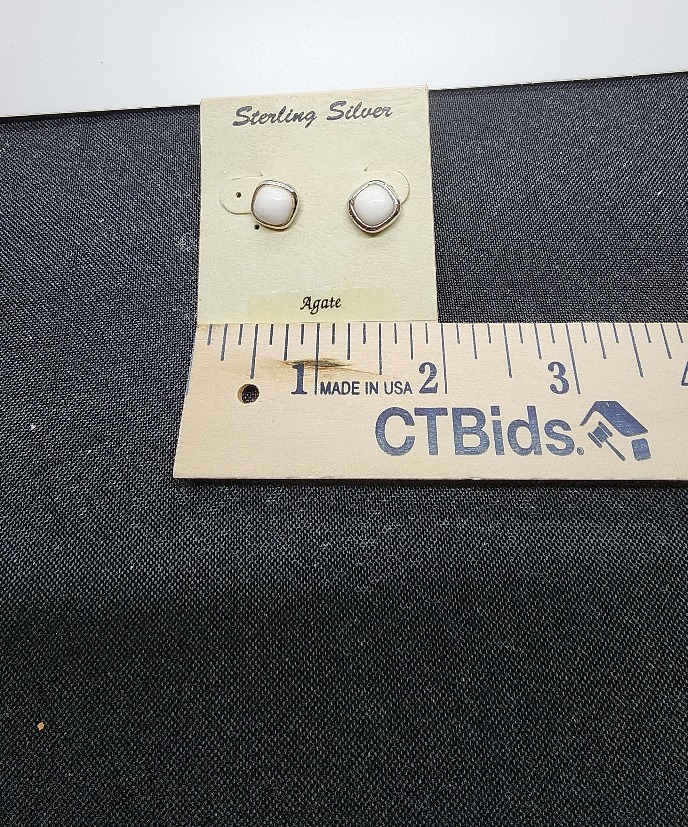 Sterling Silver
Agate
1 MADE IN USA 2 3
CTBids.